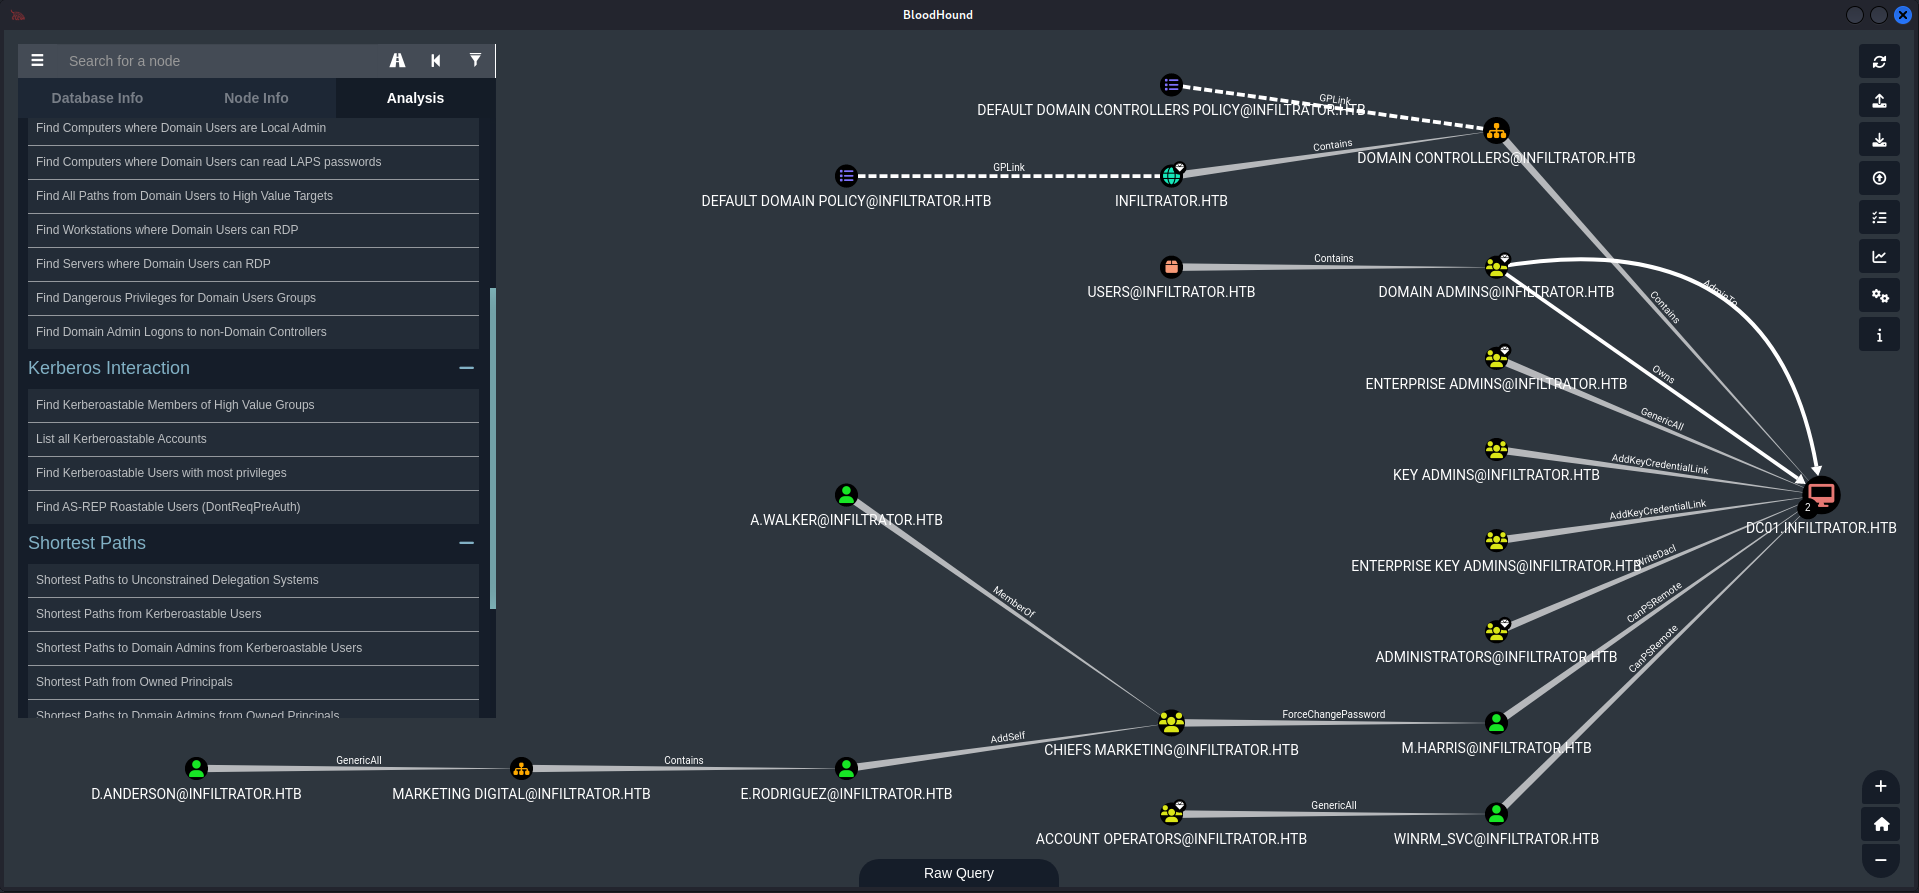 BloodHound
Search for a node
Database Info
Node Info
Analysis
Find Computers where Domain Users are Local Admin
Find Computers where Domain Users can read LAPS passwords
Find All Paths from Domain Users to High Value Targets
Find Workstations where Domain Users can RDP
Find Servers where Domain Users can RDP
Find Dangerous Privileges for Domain Users Groups
Find Domain Admin Logons to non-Domain Controllers
Kerberos Interaction
Find Kerberoastable Members of High Value Groups
List all Kerberoastable Accounts
Find Kerberoastable Users with most privileges
Find AS-REP Roastable Users (DontReqPreAuth)
Shortest Paths
Shortest Paths to Unconstrained Delegation Systems
Shortest Paths from Kerberoastable Users
Shortest Paths to Domain Admins from Kerberoastable Users
Shortest Path from Owned Principals
Shortest Paths to Domain Admins from Owned Principals
GPLink
DEFAULT DOMAIN CONTROLLERS POLICY@INFILTRATOR.HTB
Contains
DOMAIN CONTROLLERS@INFILTRATOR.HTB
GPLink
DEFAULT DOMAIN POLICY@INFILTRATOR.HTB
INFILTRATOR.HTB
Contains
USERS@INFILTRATOR.HTB
DOMAIN ADMINS@INFILTRATOR.HTB
AdminTo
Contains
Owns
ENTERPRISE ADMINS@INFILTRATOR.HTB
GenericAll
KEY ADMINS@INFILTRATOR.HTB
AddKeyCredentialLink
A.WALKER@INFILTRATOR.HTB
AddKeyCredentialLink
2
DC01.INFILTRATOR.HTB
ENTERPRISE KEY ADMINS@INFILTRATOR.HTB
WriteDacl
MemberOf
CanPSRemote
ADMINISTRATORS@INFILTRATOR.HTB
CanPSRemote
ForceChangePassword
AddSelf
CHIEFS MARKETING@INFILTRATOR.HTB
M.HARRIS@INFILTRATOR.HTB
GenericAll
Contains
D.ANDERSON@INFILTRATOR.HTB
MARKETING DIGITAL@INFILTRATOR.HTB
E.RODRIGUEZ@INFILTRATOR.HTB
GenericAll
ACCOUNT OPERATORS@INFILTRATOR.HTB
WINRM_SVC@INFILTRATOR.HTB
Raw Query